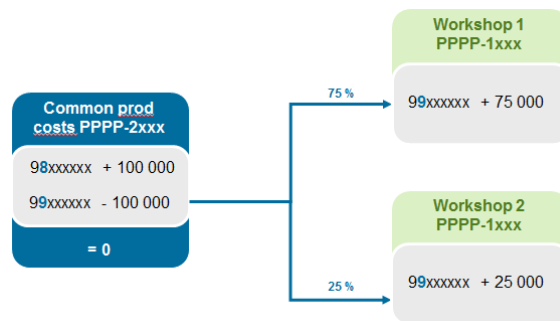 Common prod
costs PPPP-2xxx
98xxxxxx + 100 000
99xxxxxx - 100 000
= 0
75 %
25 %
Workshop 1
PPPP-1xxx
99xxxxxx + 75 000
Workshop 2
PPPP-1xxx
99xxxxxx + 25 000